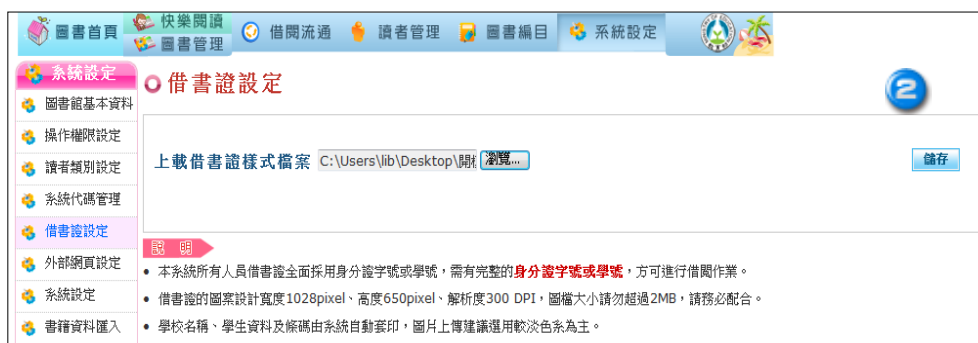 圖書首頁
快樂閱讀
圖書管理
借閱流通
讀者管理
圖書編目
系統設定
系統設定
圖書館基本資料
操作權限設定
讀者類別設定
系統代碼管理
借書證設定
外部網頁設定
系統設定
書籍資料匯入
借書證設定
2
上載借書證樣式檔案 C:\Users\lib\Desktop\開 瀏覽...
儲存
說 明
• 本系統所有人員借書證全面採用身分證字號或學號，需有完整的身分證字號或學號，方可進行借閱作業。
• 借書證的圖案設計寬度1028pixel、高度650pixel、解析度300 DPI，圖檔大小請勿超過2MB，請務必配合。
• 學校名稱、學生資料及條碼由系統自動套印，圖片上傳建議選用較淡色系為主。